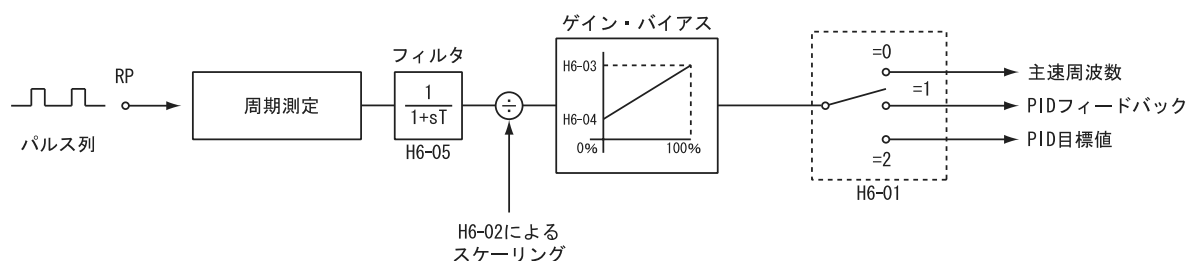 パルス列
RP
周期測定
フィルタ
1
1+sT
H6-05
÷
H6-02による
スケーリング
ゲイン・バイアス
H6-03
H6-04
0%
100%
=0
=1
=2
H6-01
主速周波数
PIDフィードバック
PID目標値